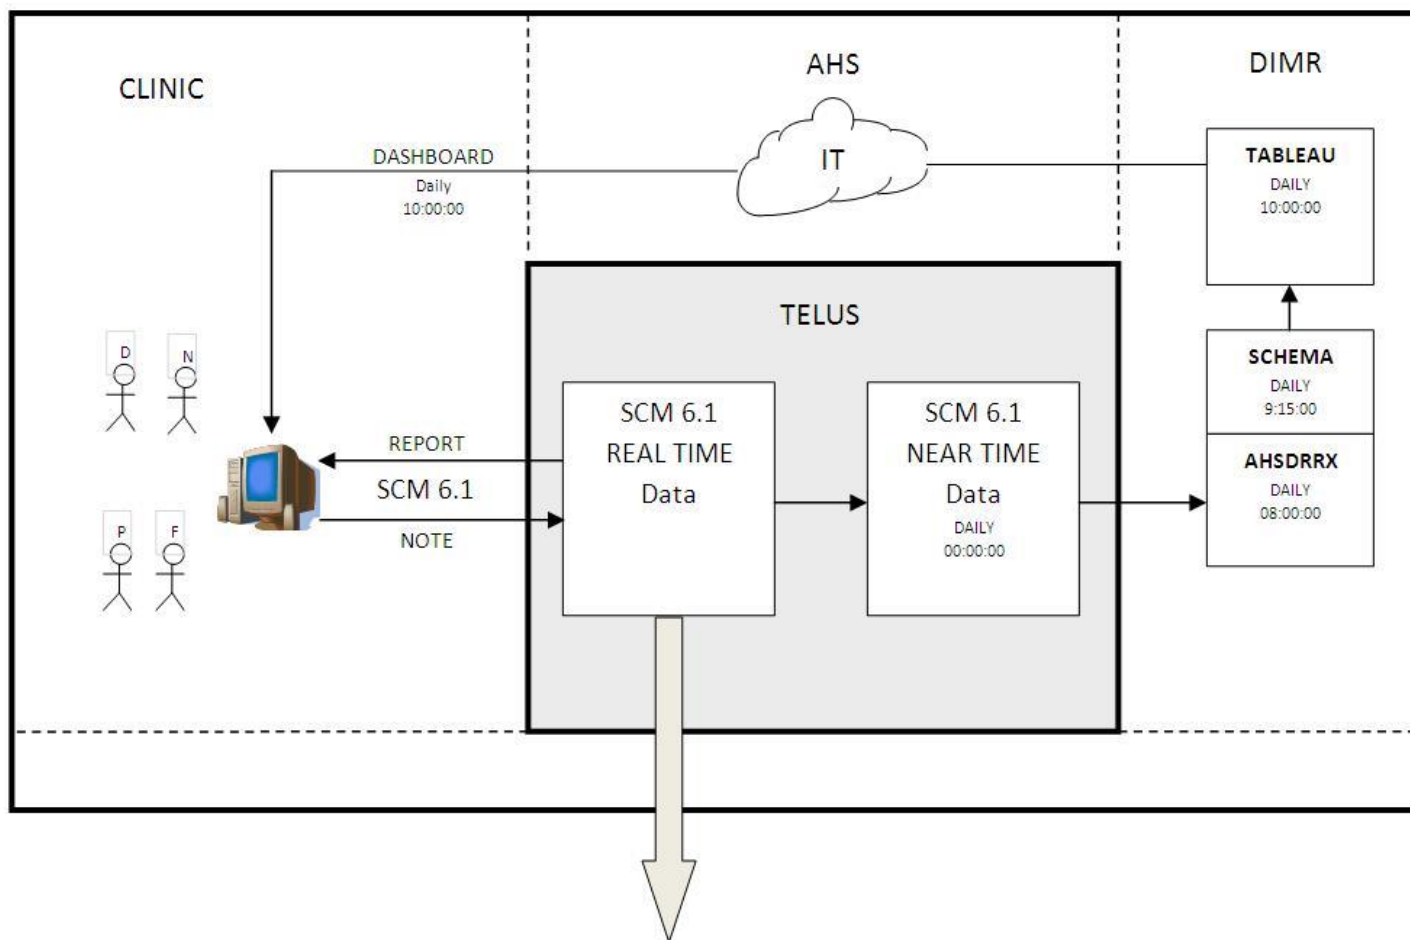 CLINIC
AHS
DIMR
DASHBOARD
Daily
10:00:00
IT
TABLEAU
DAILY
10:00:00
TELUS
D
N
P
F
REPORT
SCM 6.1
NOTE
SCM 6.1
REAL TIME
Data
SCM 6.1
NEAR TIME
Data
DAILY
00:00:00
SCHEMA
DAILY
9:15:00
AHSDRRX
DAILY
08:00:00